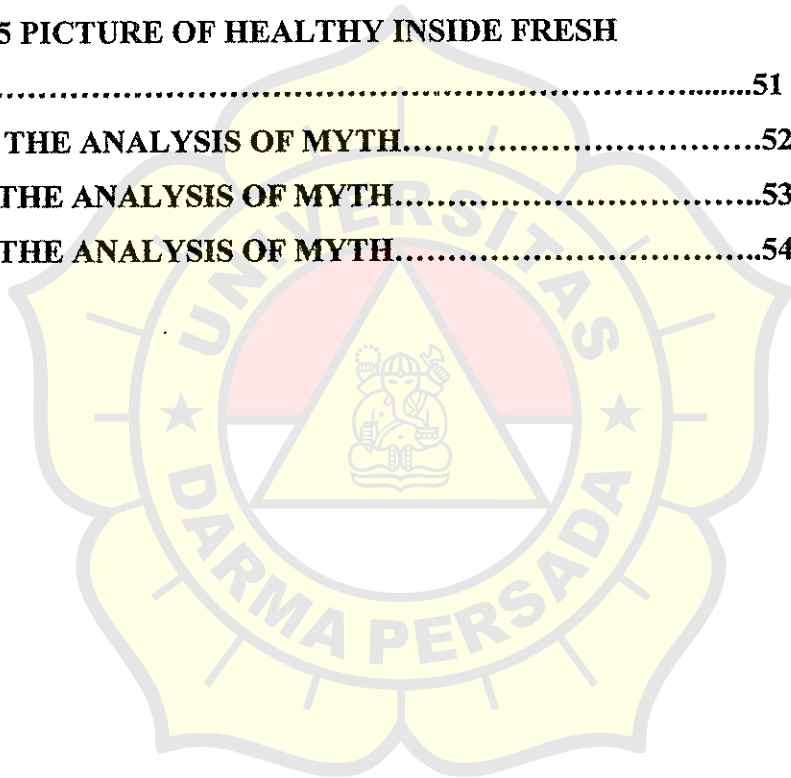 5 PICTURE OF HEALTHY INSIDE FRESH
................................................................................51
THE ANALYSIS OF MYTH................................52
THE ANALYSIS OF MYTH................................53
THE ANALYSIS OF MYTH................................54
UNIVERSITAS
DARMA PERSADA